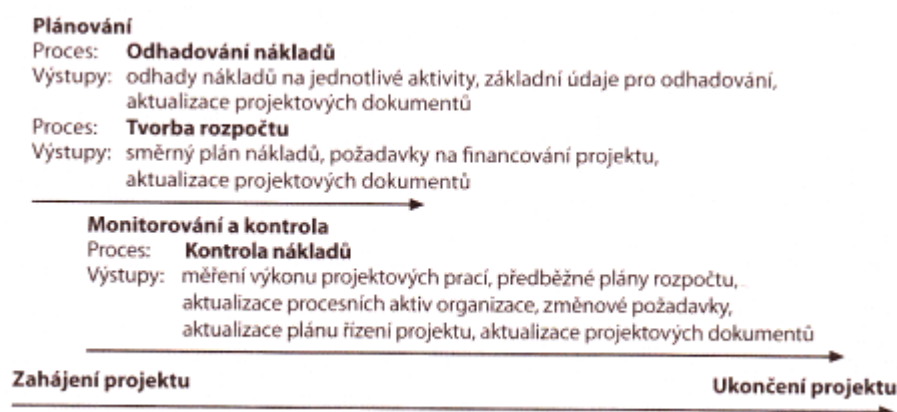 Plánování
Proces: Odhadování nákladů
Výstupy: odhady nákladů na jednotlivé aktivity, základní údaje pro odhadování,
aktualizace projektových dokumentů
Proces: Tvorba rozpočtu
Výstupy: směrný plán nákladů, požadavky na financování projektu,
aktualizace projektových dokumentů
Monitorování a kontrola
Proces: Kontrola nákladů
Výstupy: měření výkonu projektových prací, předběžné plány rozpočtu,
aktualizace procesních aktiv organizace, změnové požadavky,
aktualizace plánu řízení projektu, aktualizace projektových dokumentů
Zahájení projektu
Ukončení projektu